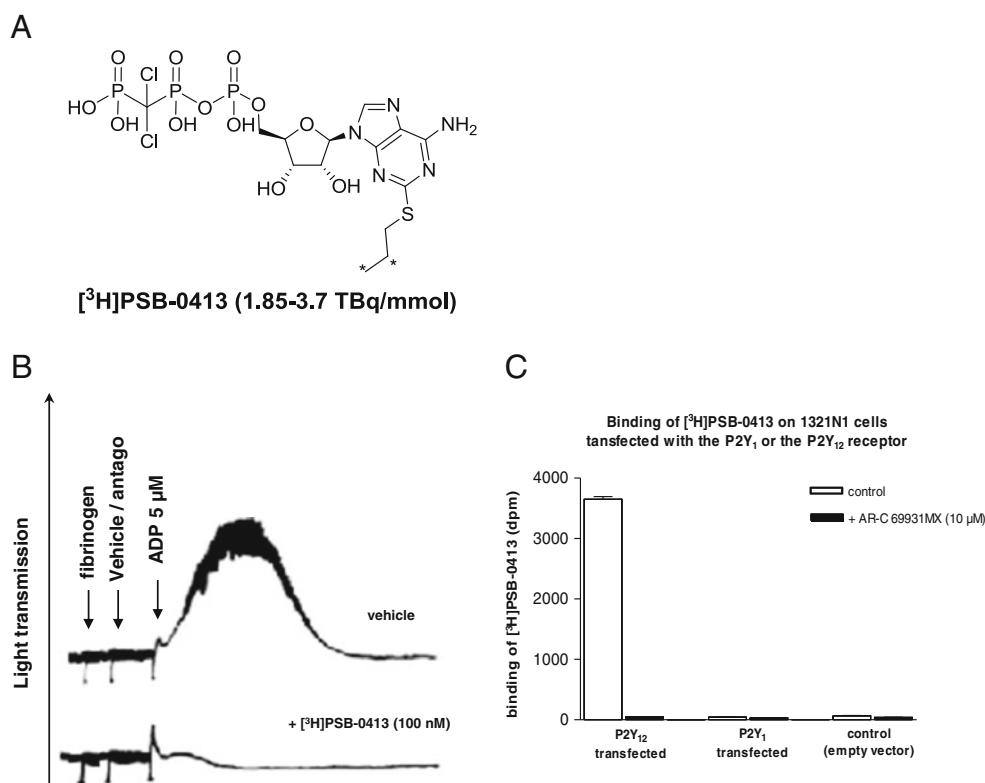 A
O
O
O
Cl
P
P
P
HO
OH
OH
O
OH
O
Cl
O
N
N
N
N
NH2
HO
OH
S
*
*
[³H]PSB-0413 (1.85-3.7 TBq/mmol)
B
Light transmission
fibrinogen
Vehicle / antago
ADP 5 µM
vehicle
+ [³H]PSB-0413 (100 nM)
C
Binding of [³H]PSB-0413 on 1321N1 cells
tansfected with the P2Y₁ or the P2Y₁₂ receptor
binding of [³H]PSB-0413 (dpm)
4000
3000
2000
1000
0
control
+ AR-C 69931MX (10 µM)
P2Y₁₂
transfected
P2Y₁
transfected
control
(empty vector)